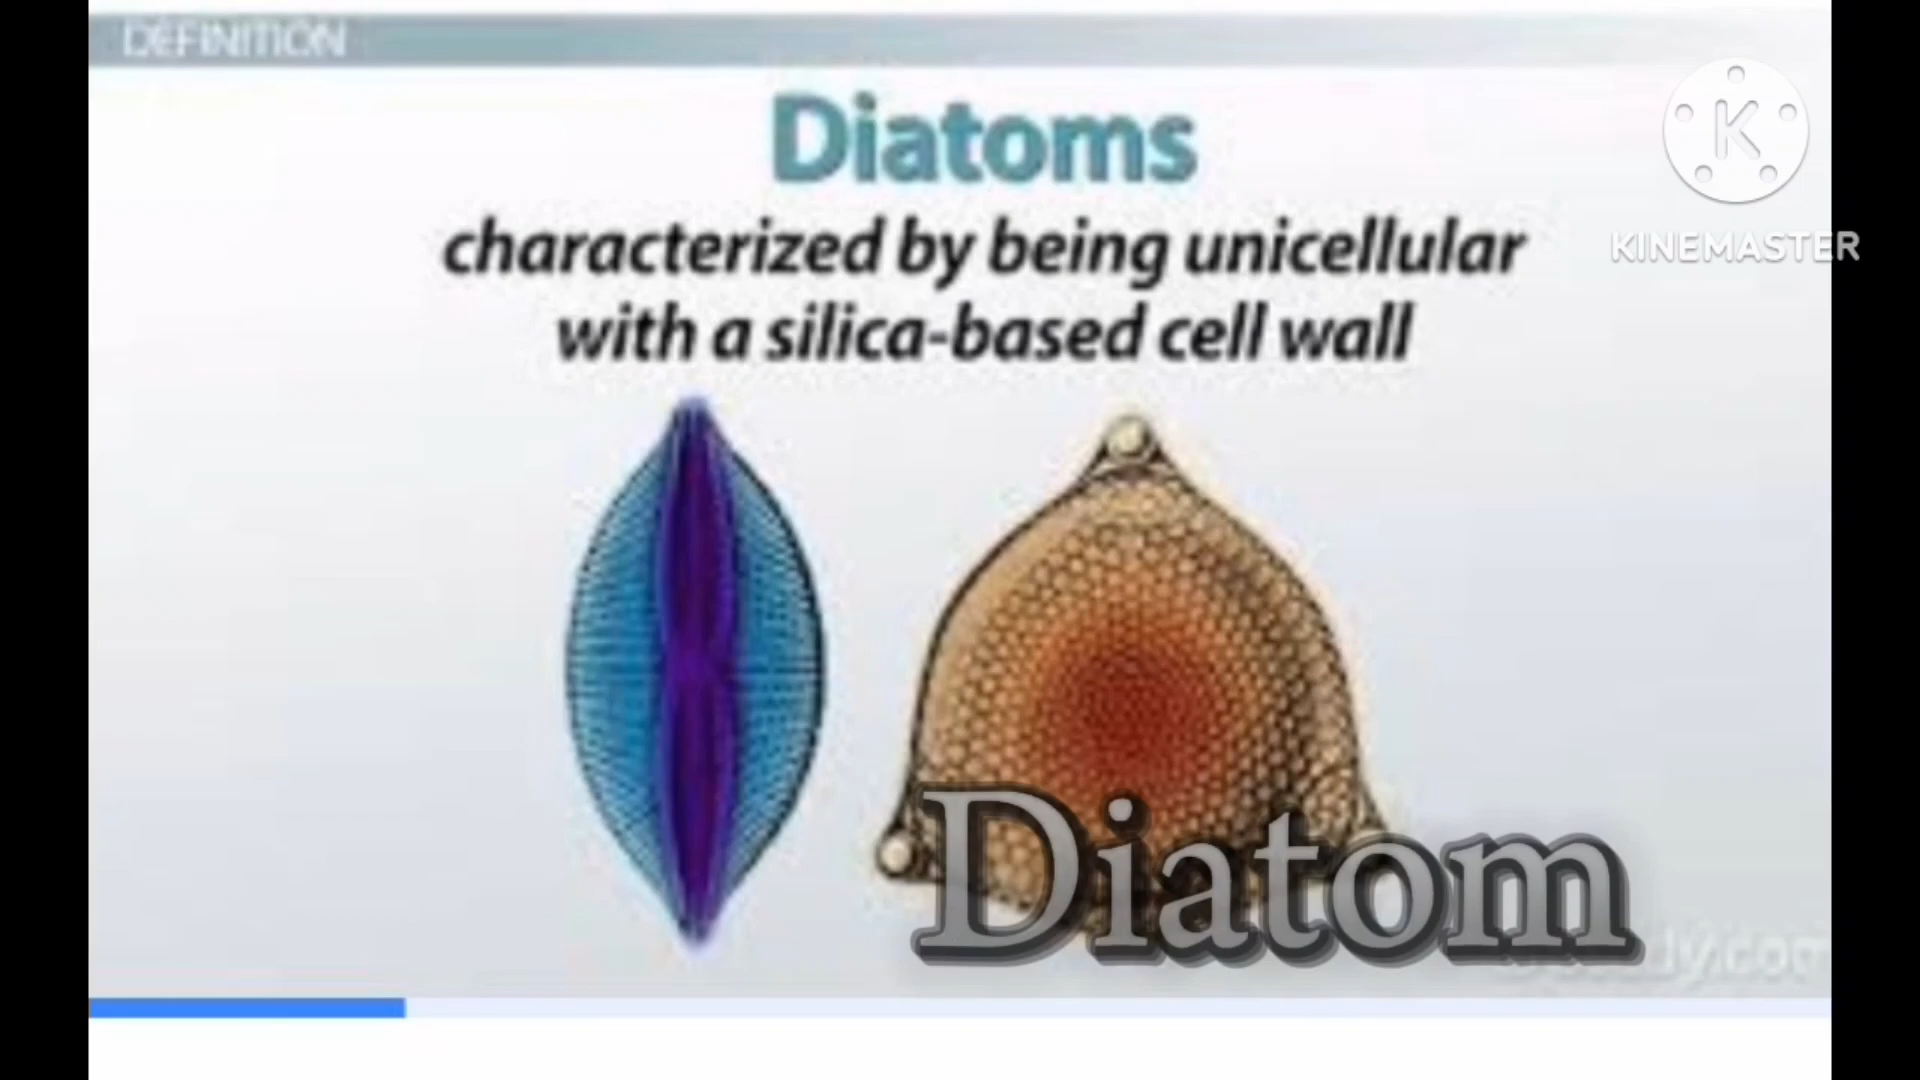 DEFINITION
Diatoms
characterized by being unicellular
with a silica-based cell wall
K
KINEMASTER
Diatom